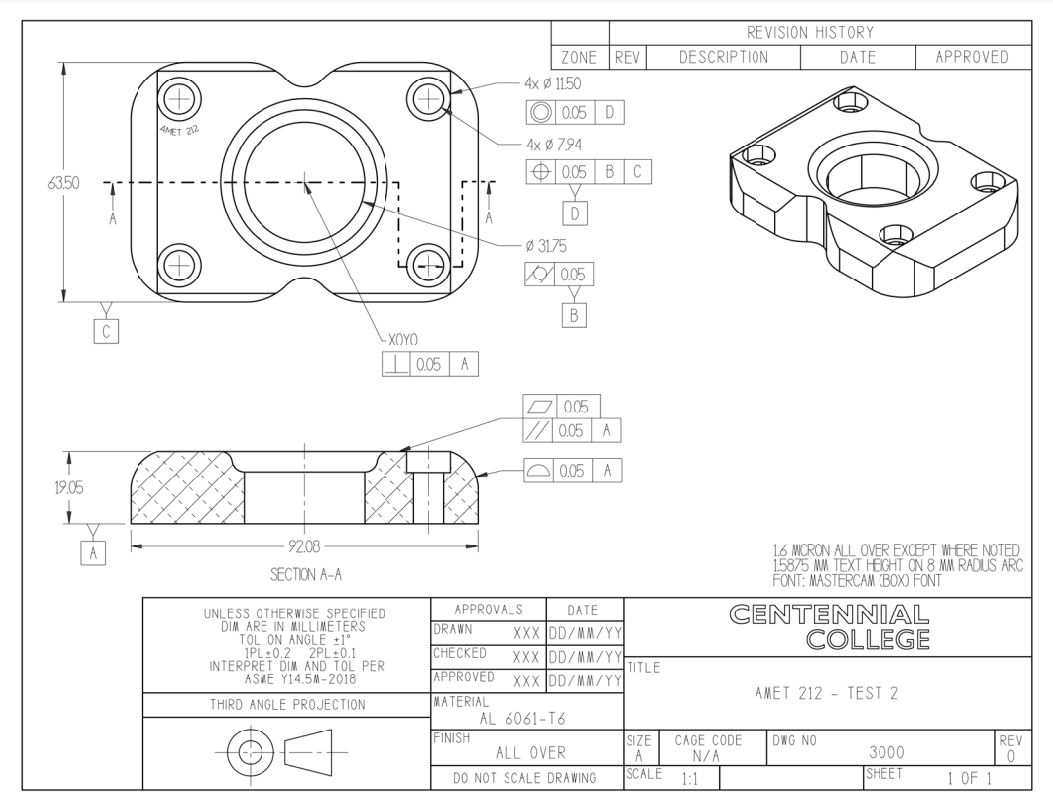 REVISION HISTORY
ZONE REV DESCRIPTION DATE APPROVED
4x Ø 11.50
0.05 D
4x Ø 7.94
0.05 B C
D
AMET 212
63.50
A A
Ø 31.75
0.05
B
C
X0Y0
0.05 A
0.05
0.05 A
0.05 A
19.05
A
92.08
SECTION A-A
1.6 MICRON ALL OVER EXCEPT WHERE NOTED
1.5875 MM TEXT HEIGHT ON 8 MM RADIUS ARC
FONT: MASTERCAM (BOX) FONT
UNLESS OTHERWISE SPECIFIED
DIM ARE IN MILLIMETERS
TOL ON ANGLE ±1°
1PL±0.2 2PL±0.1
INTERPRET DIM AND TOL PER
ASME Y14.5M-2018
THIRD ANGLE PROJECTION
APPROVALS DATE
DRAWN XXX DD/MM/YY
CHECKED XXX DD/MM/YY
APPROVED XXX DD/MM/YY
MATERIAL
AL 6061-T6
FINISH
ALL OVER
DO NOT SCALE DRAWING
CENTENNIAL
COLLEGE
TITLE
AMET 212 - TEST 2
SIZE
A
CAGE CODE
N/A
DWG NO
3000
REV
0
SCALE 1:1
SHEET 1 OF 1